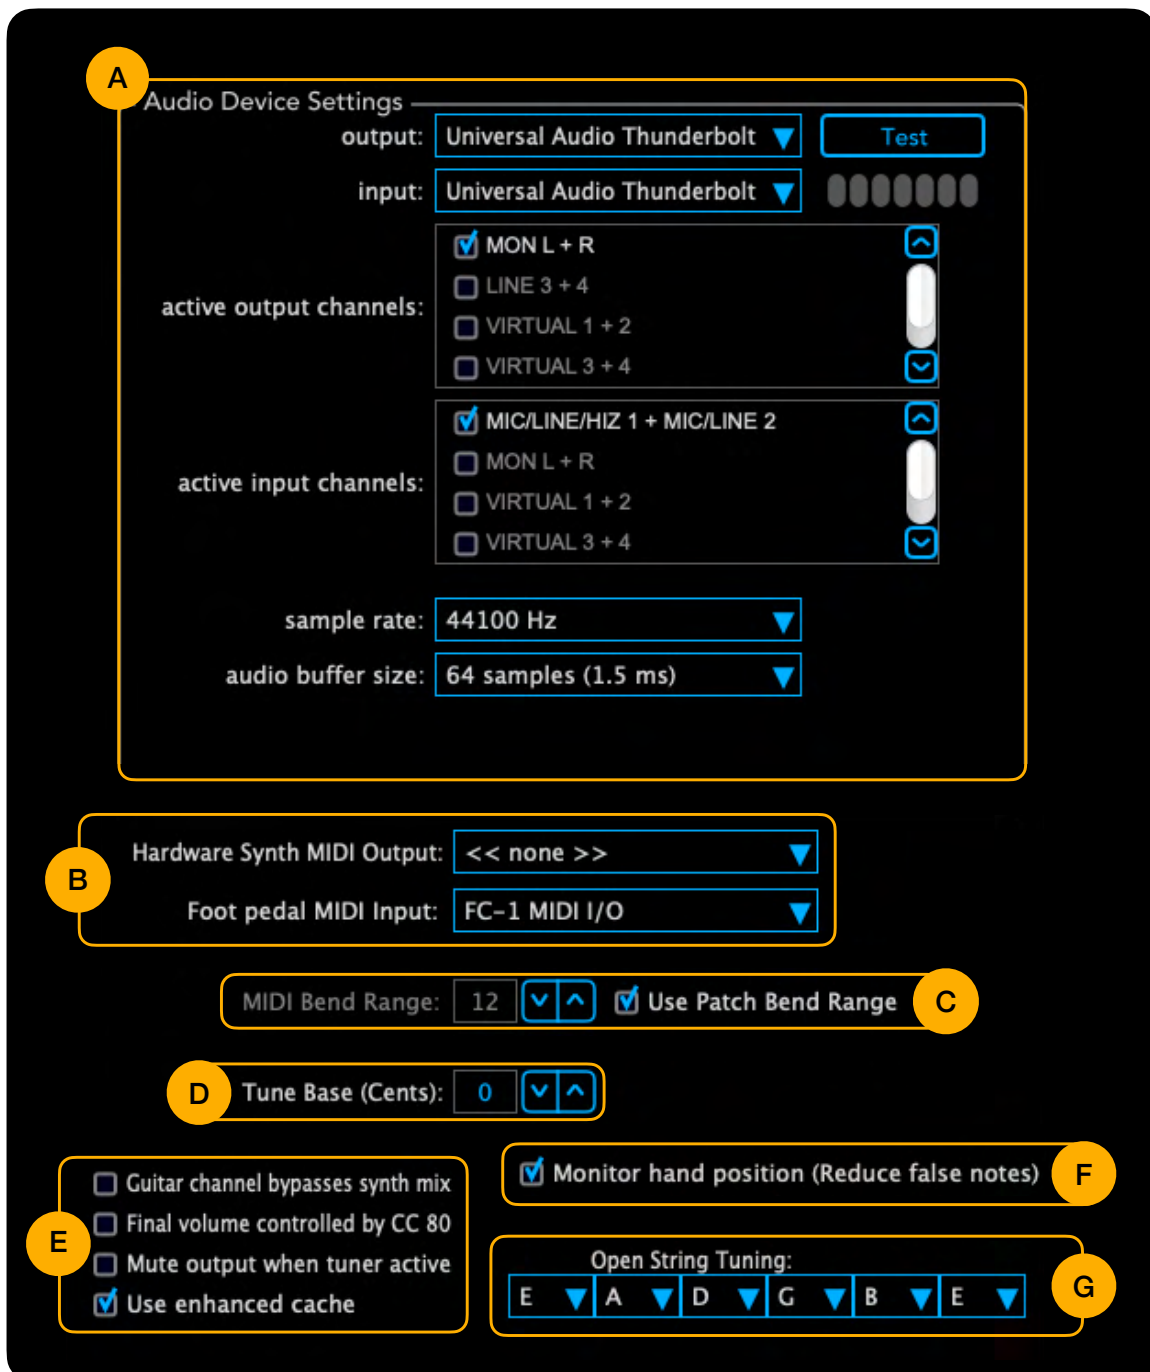 A
Audio Device Settings
output: Universal Audio Thunderbolt Test
input: Universal Audio Thunderbolt
active output channels:
MON L + R
LINE 3 + 4
VIRTUAL 1 + 2
VIRTUAL 3 + 4
active input channels:
MIC/LINE/HIZ 1 + MIC/LINE 2
MON L + R
VIRTUAL 1 + 2
VIRTUAL 3 + 4
sample rate: 44100 Hz
audio buffer size: 64 samples (1.5 ms)
B
Hardware Synth MIDI Output: << none >>
Foot pedal MIDI Input: FC-1 MIDI I/O
MIDI Bend Range: 12 Use Patch Bend Range C
D Tune Base (Cents): 0
E
Guitar channel bypasses synth mix
Final volume controlled by CC 80
Mute output when tuner active
Use enhanced cache
Monitor hand position (Reduce false notes) F
Open String Tuning:
E A D G B E
G